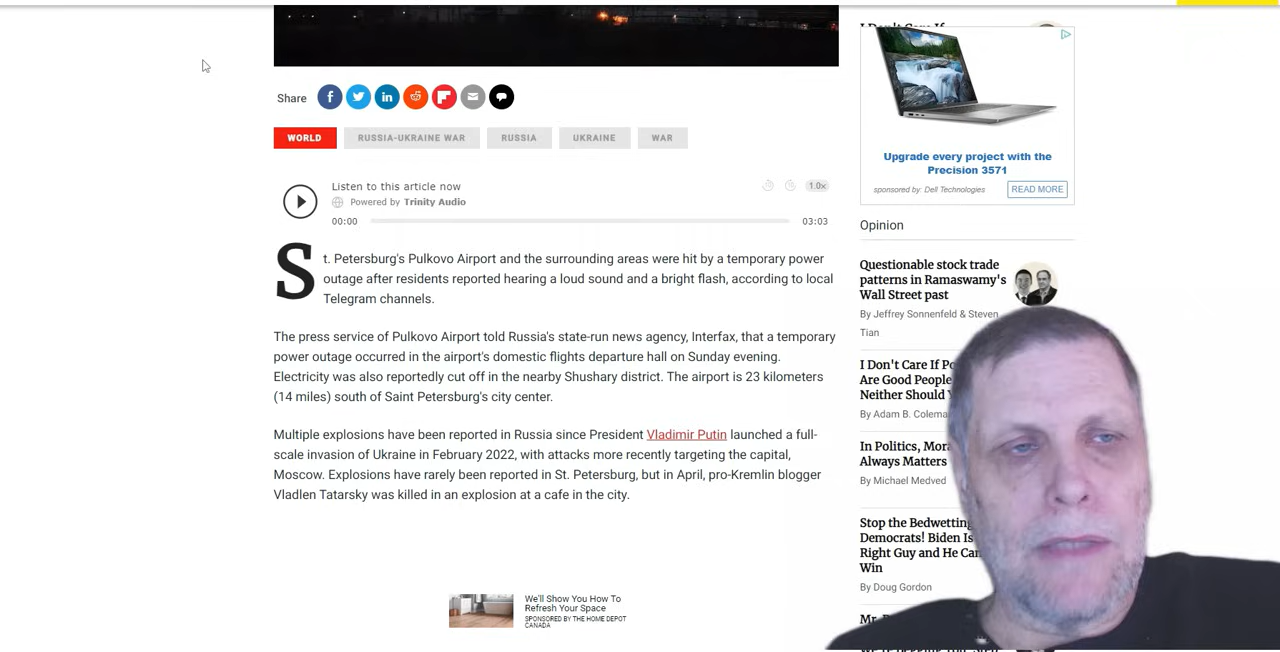 Share
WORLD
RUSSIA-UKRAINE WAR
RUSSIA
UKRAINE
WAR
Listen to this article now
1.0x
Powered by Trinity Audio
00:00
03:03
St. Petersburg's Pulkovo Airport and the surrounding areas were hit by a temporary power
outage after residents reported hearing a loud sound and a bright flash, according to local
Telegram channels.
The press service of Pulkovo Airport told Russia's state-run news agency, Interfax, that a temporary
power outage occurred in the airport's domestic flights departure hall on Sunday evening.
Electricity was also reportedly cut off in the nearby Shushary district. The airport is 23 kilometers
(14 miles) south of Saint Petersburg's city center.
Multiple explosions have been reported in Russia since President Vladimir Putin launched a full-
scale invasion of Ukraine in February 2022, with attacks more recently targeting the capital,
Moscow. Explosions have rarely been reported in St. Petersburg, but in April, pro-Kremlin blogger
Vladlen Tatarsky was killed in an explosion at a cafe in the city.
We'll Show You How To
Refresh Your Space
SPONSORED BY THE HOME DEPOT
CANADA
Upgrade every project with the
Precision 3571
sponsored by: Dell Technologies
READ MORE
Opinion
Questionable stock trade
patterns in Ramaswamy's
Wall Street past
By Jeffrey Sonnenfeld & Steven
Tian
I Don't Care If
Are Good People
Neither Should
By Adam B.
In Politics,
Always Matters
By Michael Medved
Stop the Bedwetting
Democrats! Biden Is
Right Guy and He
Win
By Doug Gordon